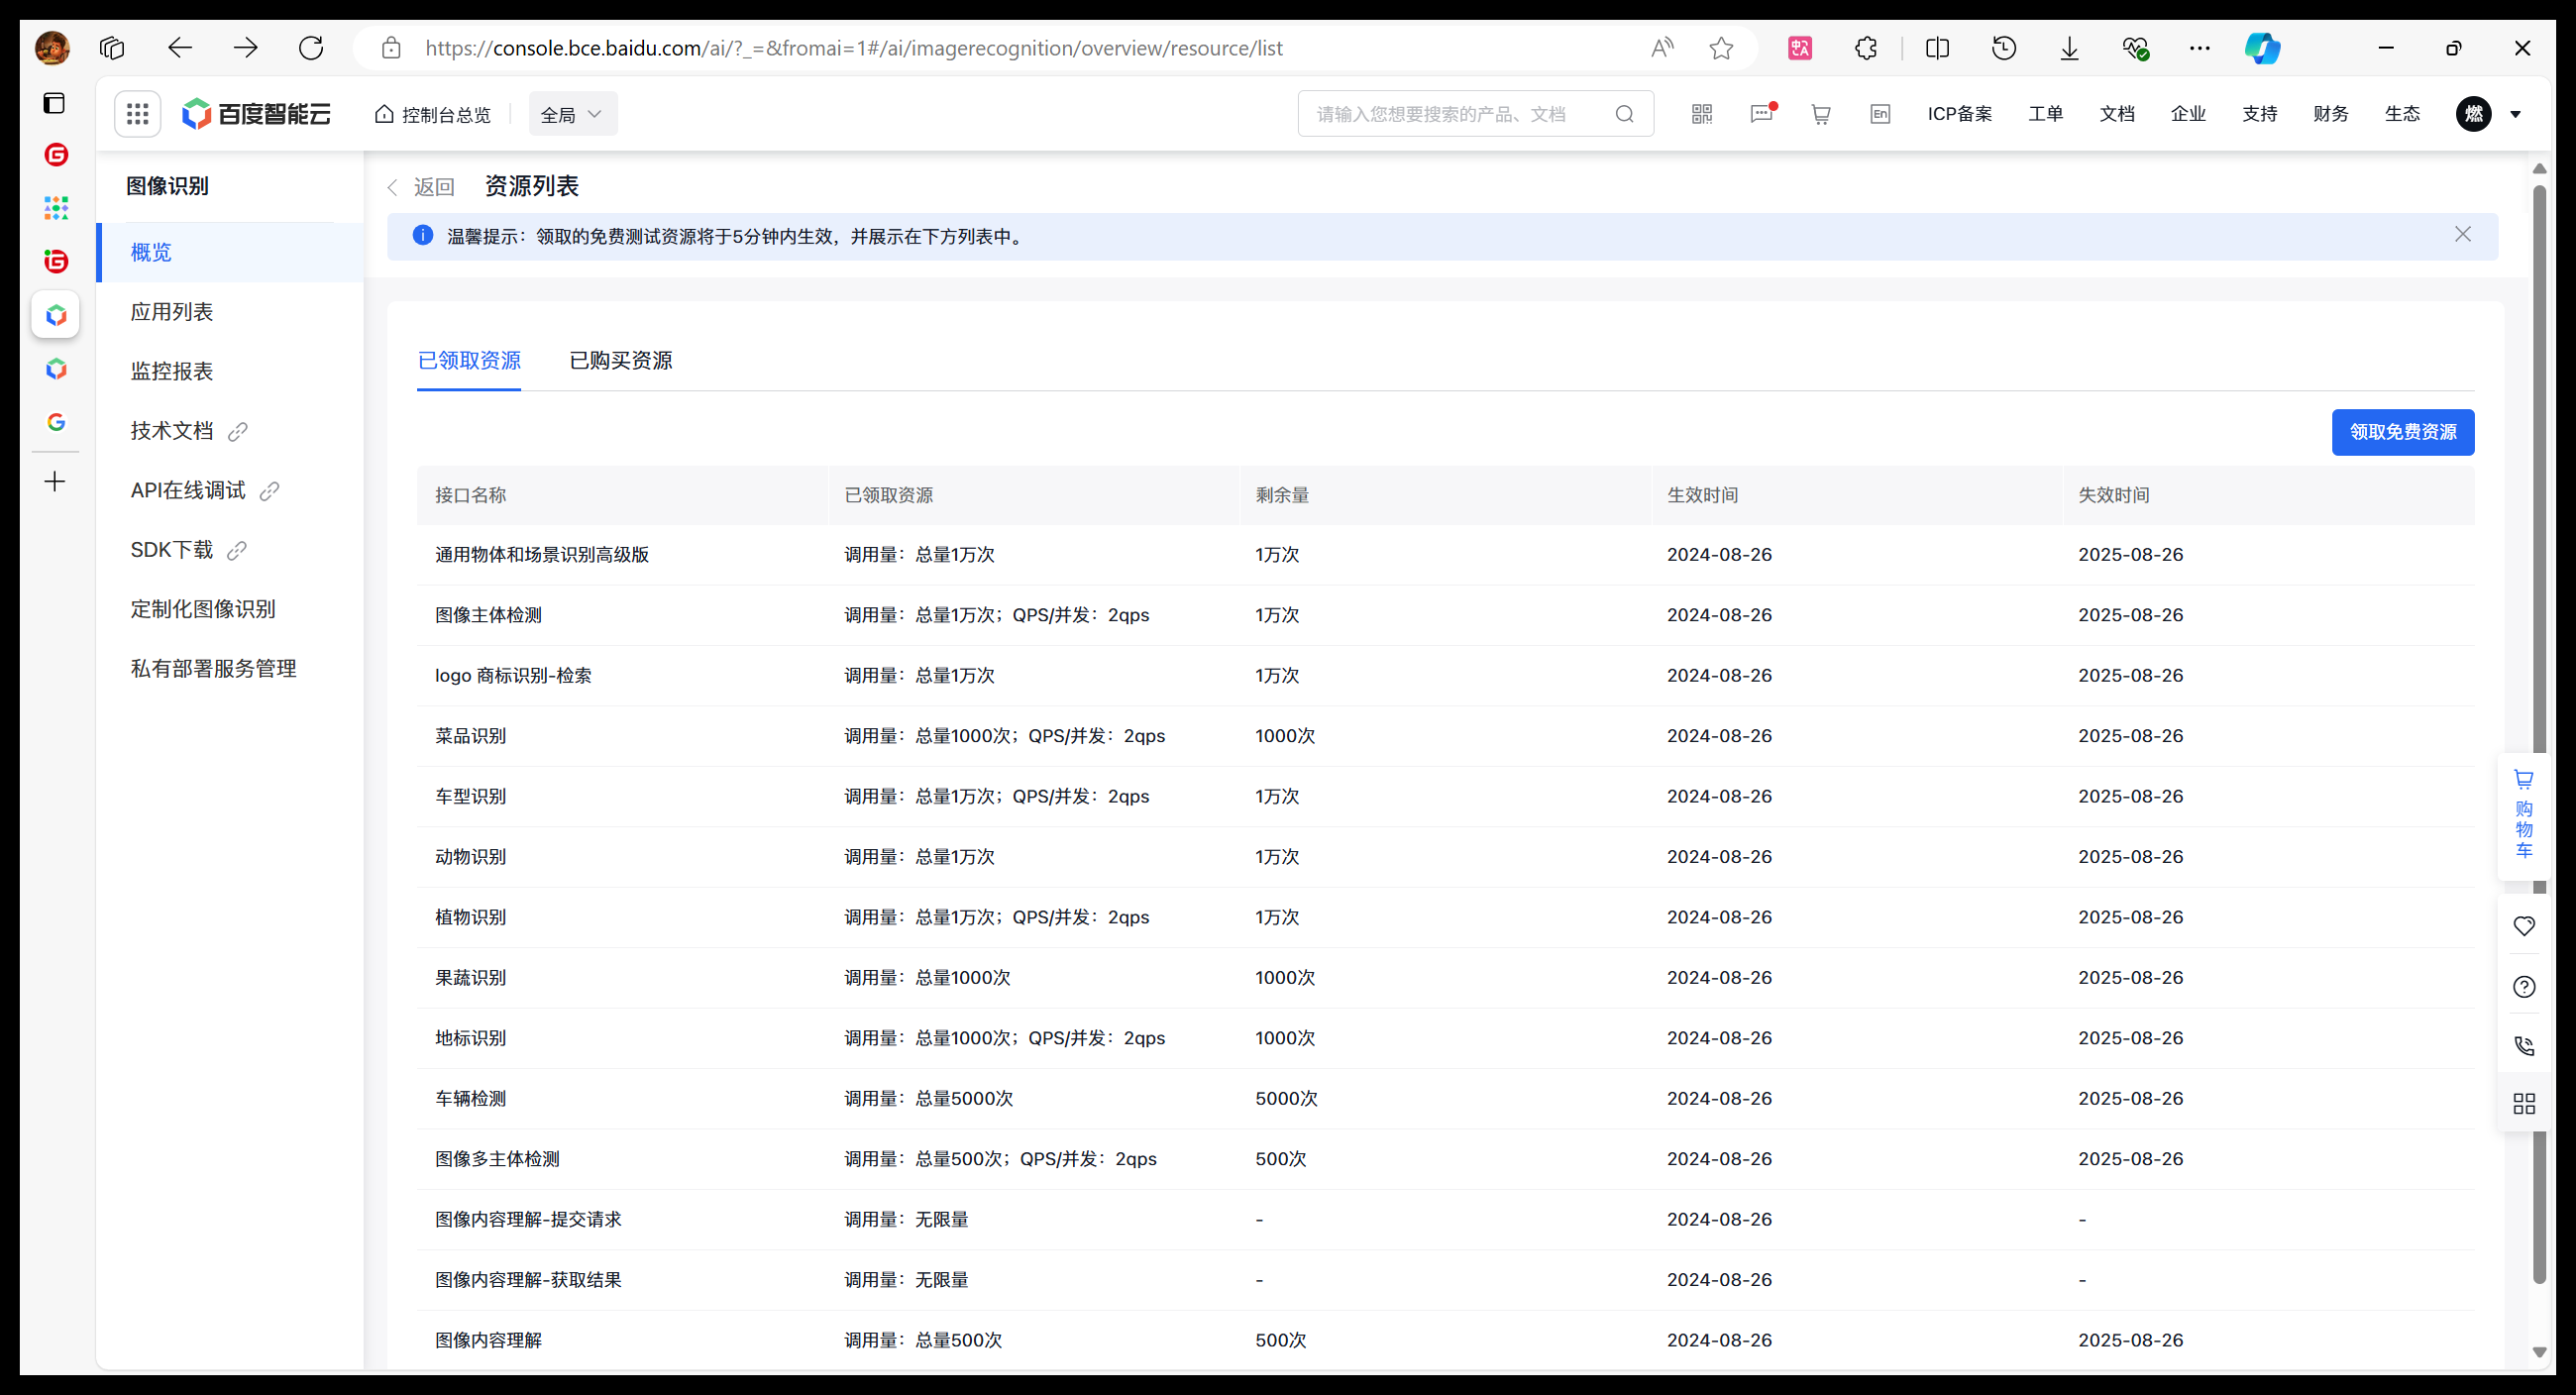 https://console.bce.baidu.com/ai/?_=&fromai=1#/ai/imagerecognition/overview/resource/list
百度智能云
控制台总览
全局
请输入您想要搜索的产品、文档
En
ICP备案
工单
文档
企业
支持
财务
生态
燃
图像识别
概览
应用列表
监控报表
技术文档
API在线调试
SDK下载
定制化图像识别
私有部署服务管理
返回 资源列表
温馨提示：领取的免费测试资源将于5分钟内生效，并展示在下方列表中。
已领取资源 已购买资源
领取免费资源
接口名称 已领取资源 剩余量 生效时间 失效时间
通用物体和场景识别高级版 调用量：总量1万次 1万次 2024-08-26 2025-08-26
图像主体检测 调用量：总量1万次；QPS/并发：2qps 1万次 2024-08-26 2025-08-26
logo 商标识别-检索 调用量：总量1万次 1万次 2024-08-26 2025-08-26
菜品识别 调用量：总量1000次；QPS/并发：2qps 1000次 2024-08-26 2025-08-26
车型识别 调用量：总量1万次；QPS/并发：2qps 1万次 2024-08-26 2025-08-26
动物识别 调用量：总量1万次 1万次 2024-08-26 2025-08-26
植物识别 调用量：总量1万次；QPS/并发：2qps 1万次 2024-08-26 2025-08-26
果蔬识别 调用量：总量1000次 1000次 2024-08-26 2025-08-26
地标识别 调用量：总量1000次；QPS/并发：2qps 1000次 2024-08-26 2025-08-26
车辆检测 调用量：总量5000次 5000次 2024-08-26 2025-08-26
图像多主体检测 调用量：总量500次；QPS/并发：2qps 500次 2024-08-26 2025-08-26
图像内容理解-提交请求 调用量：无限量 - 2024-08-26 -
图像内容理解-获取结果 调用量：无限量 - 2024-08-26 -
图像内容理解 调用量：总量500次 500次 2024-08-26 2025-08-26
购物车